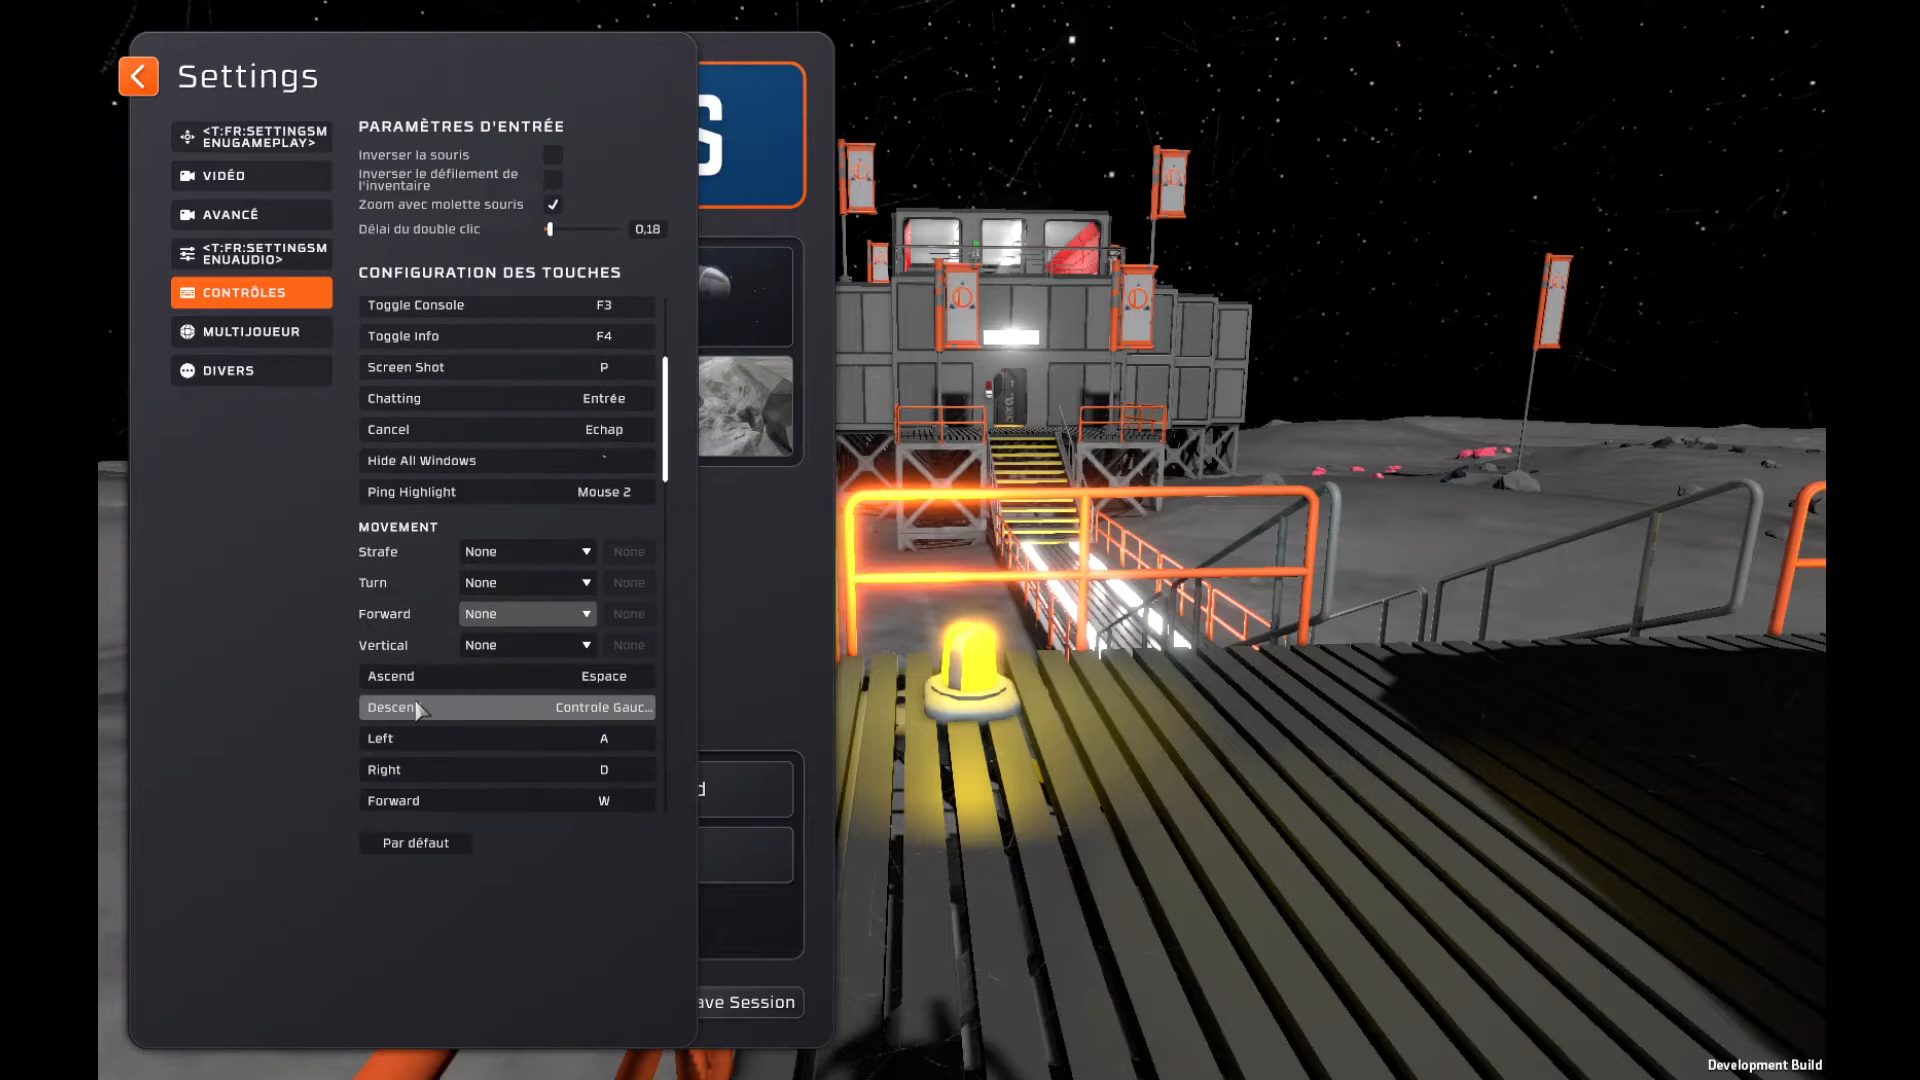 Settings
<T:FR:SETTINGSM
ENUGAMEPLAY>
VIDÉO
AVANCÉ
<T:FR:SETTINGSM
ENUAUDIO>
CONTRÔLES
MULTIJOUEUR
DIVERS
PARAMÈTRES D'ENTRÉE
Inverser la souris
Inverser le défilement de
l'inventaire
Zoom avec molette souris
Délai du double clic 0,18
CONFIGURATION DES TOUCHES
Toggle Console F3
Toggle Info F4
Screen Shot P
Chatting Entrée
Cancel Echap
Hide All Windows `
Ping Highlight Mouse 2
MOVEMENT
Strafe None None
Turn None None
Forward None None
Vertical None None
Ascend Espace
Descen Controle Gauc...
Left A
Right D
Forward W
Par défaut
S
d
ave Session
Development Build